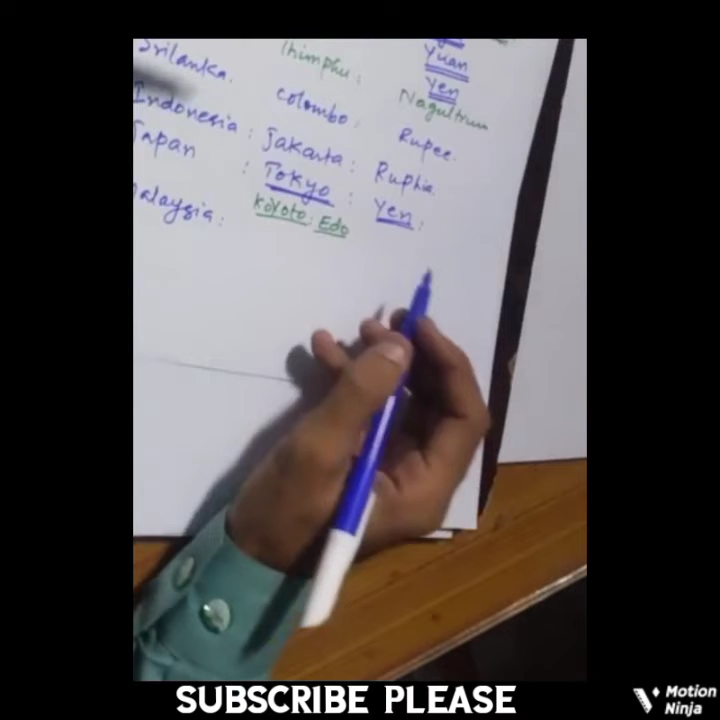 Yuan
Thimphu : Yen
Srilanka. Nagultrum
Colombo.
Indonesia : Rupee.
Jakarta :
Japan : Ruphia.
Tokyo :
Malaysia : Koyoto : Edo Yen :
SUBSCRIBE PLEASE
Motion
Ninja